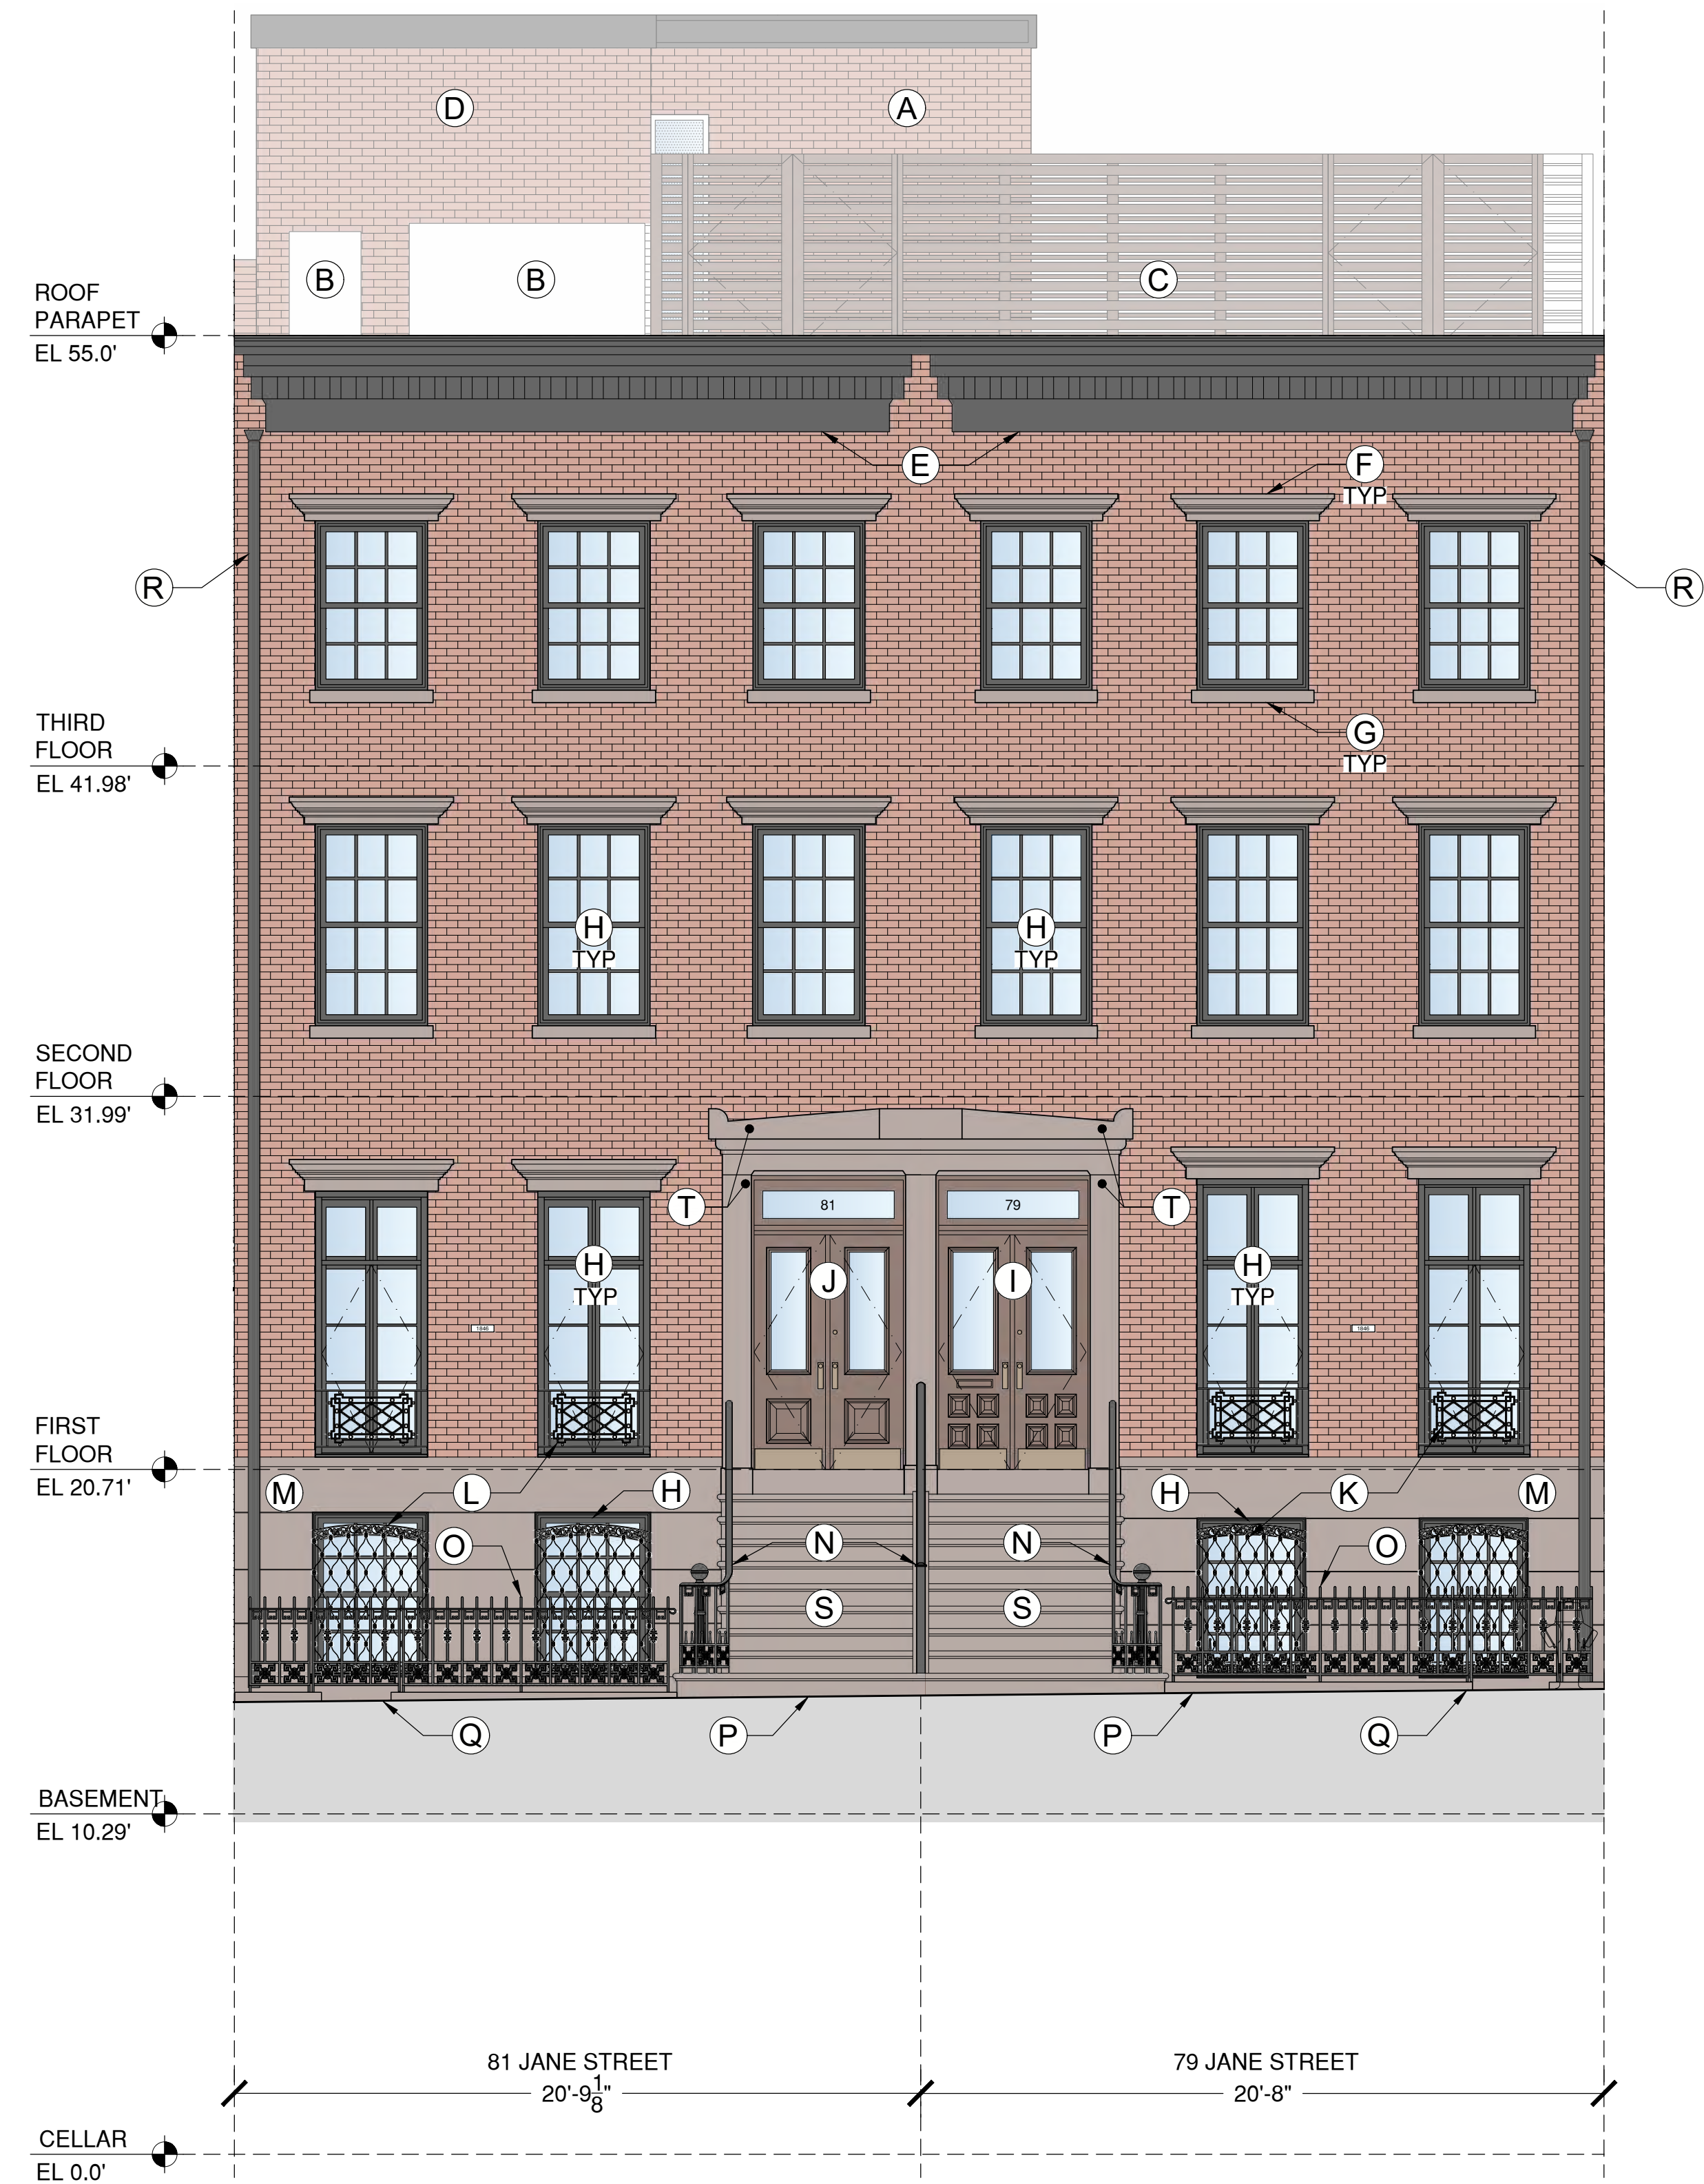 D
A
B
B
C
ROOF
PARAPET
EL 55.0'
E
F
TYP
R
R
THIRD
FLOOR
EL 41.98'
G
TYP
H
TYP
H
TYP
SECOND
FLOOR
EL 31.99'
T
81
79
T
H
TYP
J
I
H
TYP
1846
1846
FIRST
FLOOR
EL 20.71'
M
L
H
H
K
M
O
N
N
O
S
S
Q
P
P
Q
BASEMENT
EL 10.29'
81 JANE STREET
20'-9 1/8"
79 JANE STREET
20'-8"
CELLAR
EL 0.0'